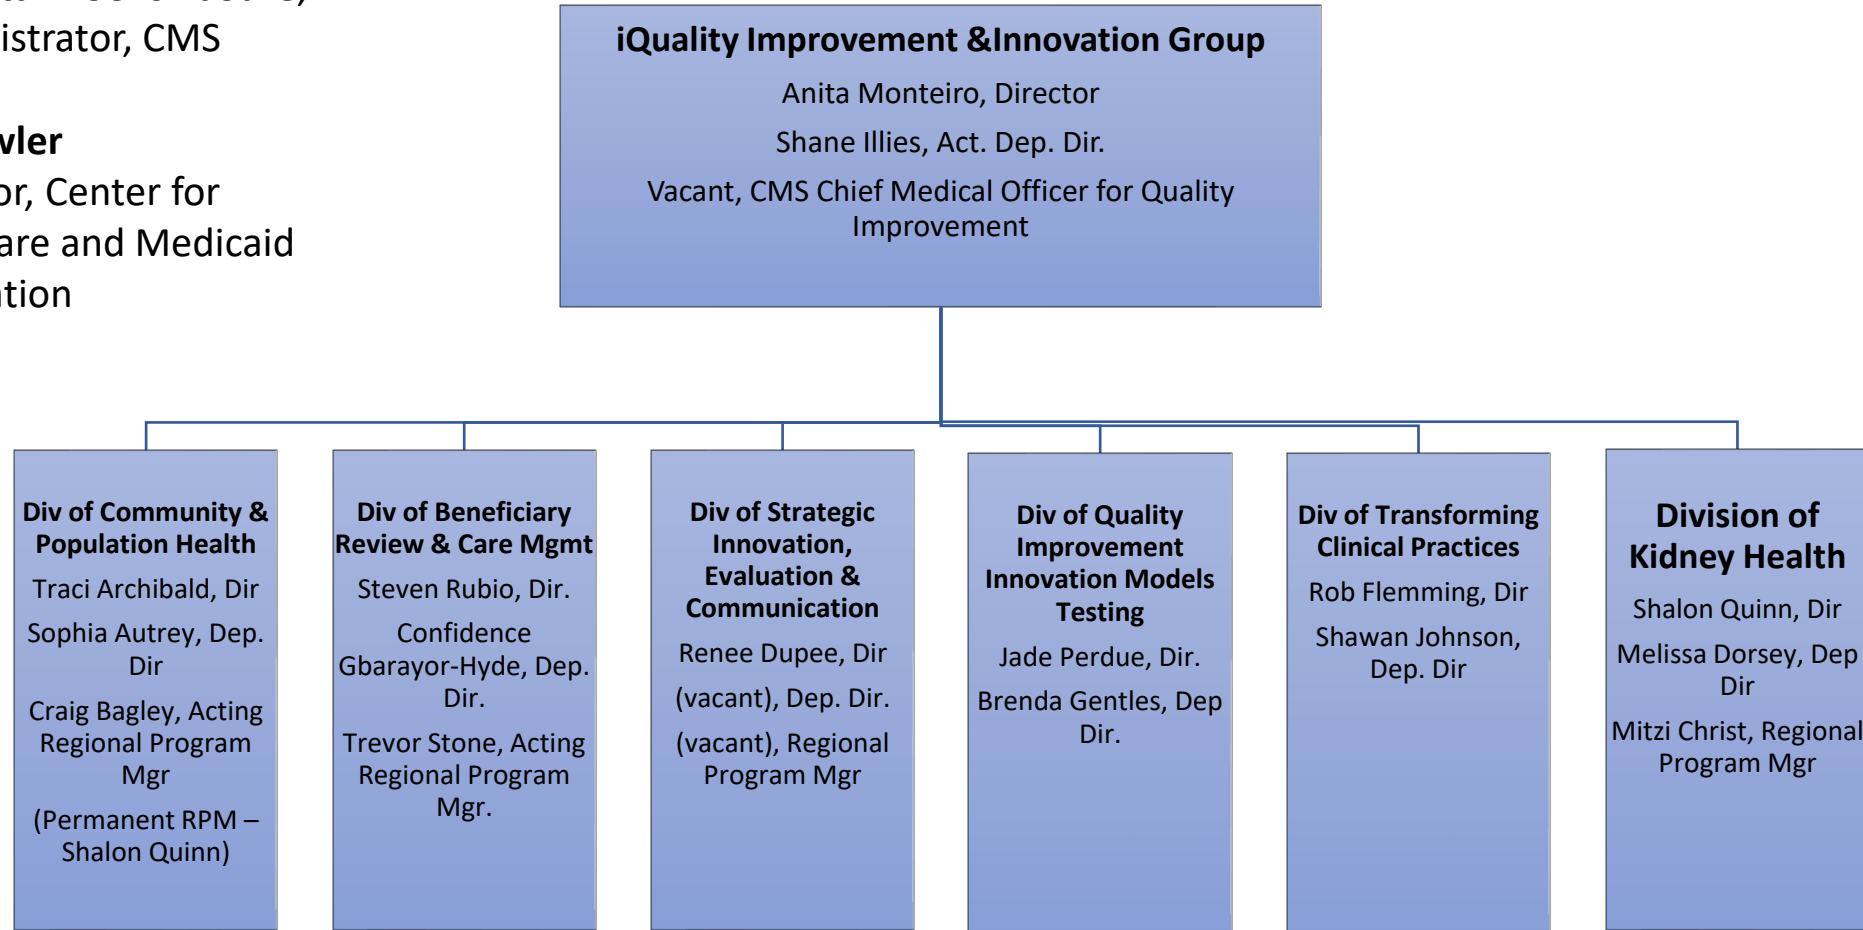 istrator, CMS
wler
or, Center for
are and Medicaid
ation
iQuality Improvement &Innovation Group
Anita Monteiro, Director
Shane Illies, Act. Dep. Dir.
Vacant, CMS Chief Medical Officer for Quality
Improvement
Div of Community &
Population Health
Traci Archibald, Dir
Sophia Autrey, Dep.
Dir
Craig Bagley, Acting
Regional Program
Mgr
(Permanent RPM –
Shalon Quinn)
Div of Beneficiary
Review & Care Mgmt
Steven Rubio, Dir.
Confidence
Gbarayor-Hyde, Dep.
Dir.
Trevor Stone, Acting
Regional Program
Mgr.
Div of Strategic
Innovation,
Evaluation &
Communication
Renee Dupee, Dir
(vacant), Dep. Dir.
(vacant), Regional
Program Mgr
Div of Quality
Improvement
Innovation Models
Testing
Jade Perdue, Dir.
Brenda Gentles, Dep
Dir.
Div of Transforming
Clinical Practices
Rob Flemming, Dir
Shawan Johnson,
Dep. Dir
Division of
Kidney Health
Shalon Quinn, Dir
Melissa Dorsey, Dep
Dir
Mitzi Christ, Regional
Program Mgr